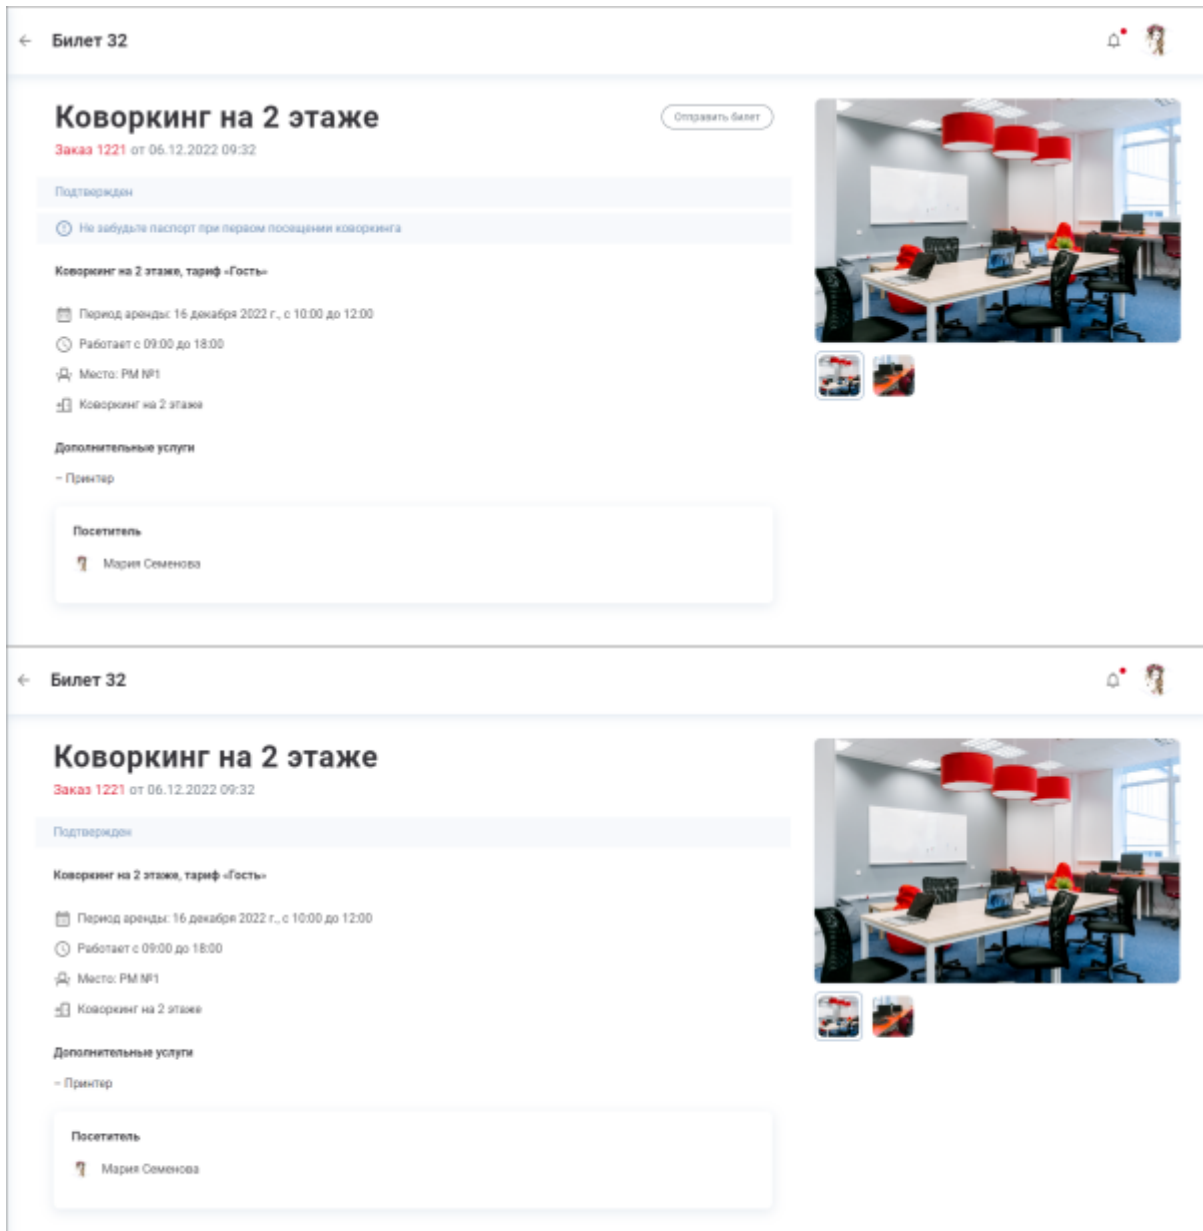 Билет 32
Коворкинг на 2 этаже
Отправить билет
Заказ 1221 от 06.12.2022 09:32
Подтвержден
Не забудьте паспорт при первом посещении коворкинга
Коворкинг на 2 этаже, тариф «Гость»
Период аренды: 16 декабря 2022 г., с 10:00 до 12:00
Работает с 09:00 до 18:00
Место: РМ №1
Коворкинг на 2 этаже
Дополнительные услуги
– Принтер
Посетитель
Мария Семенова
Билет 32
Коворкинг на 2 этаже
Заказ 1221 от 06.12.2022 09:32
Подтвержден
Коворкинг на 2 этаже, тариф «Гость»
Период аренды: 16 декабря 2022 г., с 10:00 до 12:00
Работает с 09:00 до 18:00
Место: РМ №1
Коворкинг на 2 этаже
Дополнительные услуги
– Принтер
Посетитель
Мария Семенова